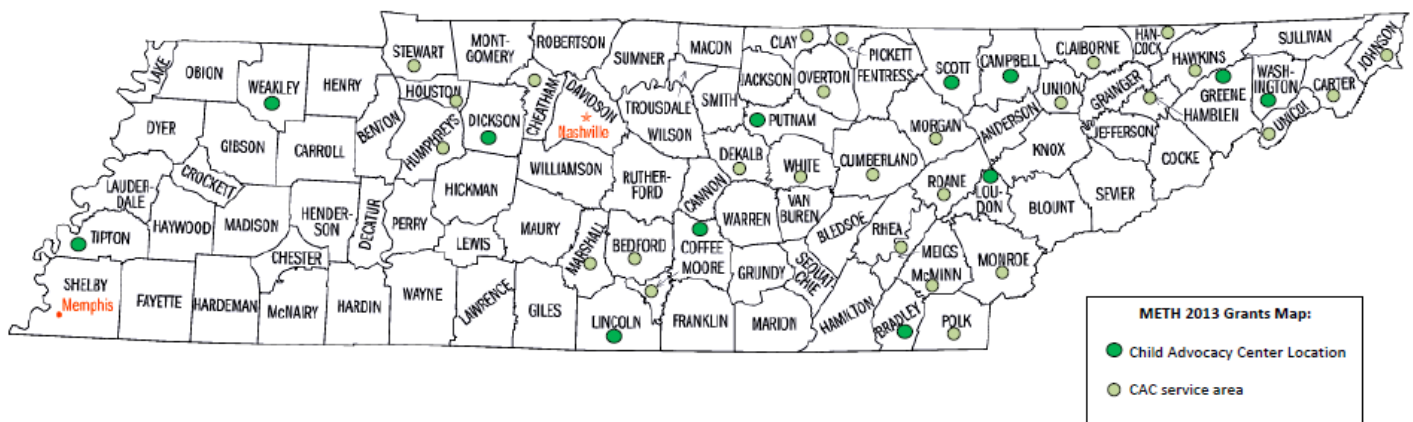 LAKE
OBION
WEAKLEY
HENRY
STEWART
MONT-
GOMERY
ROBERTSON
SUMNER
MACON
CLAY
PICKETT
FENTRESS
SCOTT
CAMPBELL
CLAIBORNE
HAN-
COCK
HAWKINS
SULLIVAN
JOHNSON
HOUSTON
DICKSON
CHEATHAM
DAVIDSON
Nashville
TROUSDALE
WILSON
SMITH
JACKSON
OVERTON
PUTNAM
MORGAN
ANDERSON
UNION
GRAINGER
HAMBLEN
GREENE
WASH-
INGTON
CARTER
UNICOI
DYER
GIBSON
CARROLL
BENTON
HUMPHREYS
HICKMAN
WILLIAMSON
RUTHER-
FORD
CANNON
DEKALB
WHITE
CUMBERLAND
ROANE
LOU-
DON
KNOX
JEFFERSON
COCKE
SEVIER
BLOUNT
LAUDER-
DALE
CROCKETT
HAYWOOD
MADISON
HENDER-
SON
DECATUR
PERRY
LEWIS
MAURY
MARSHALL
BEDFORD
COFFEE
MOORE
WARREN
VAN
BUREN
BLEDSOE
RHEA
MEIGS
McMINN
MONROE
TIPTON
SHELBY
Memphis
FAYETTE
HARDEMAN
CHESTER
McNAIRY
HARDIN
WAYNE
LAWRENCE
GILES
LINCOLN
FRANKLIN
GRUNDY
MARION
SEQUAT-
CHIE
HAMILTON
BRADLEY
POLK
METH 2013 Grants Map:
Child Advocacy Center Location
CAC service area